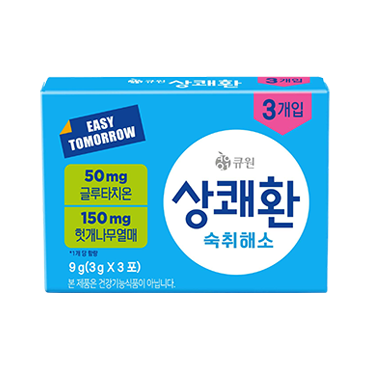 큐원
상쾌환
3개입
EASY
TOMORROW
3개입
큐원
50mg
글루타치온
상쾌환
150mg
헛개나무열매
숙취해소
*1개 당 함량
9g(3g X 3포)
본 제품은 건강기능식품이 아닙니다.